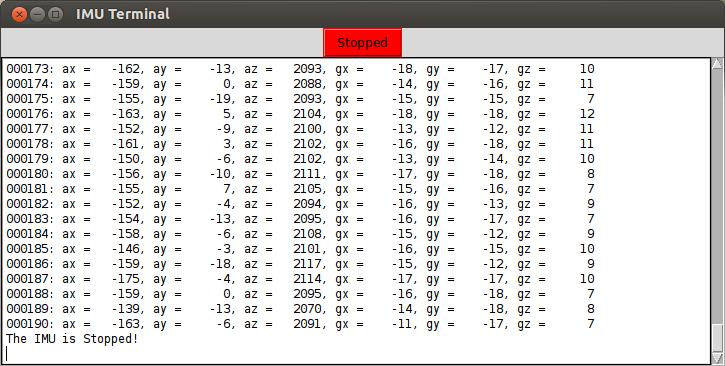 IMU Terminal
Stopped
000173: ax =   -162, ay =    -13, az =   2093, gx =    -18, gy =    -17, gz =     10
000174: ax =   -159, ay =      0, az =   2088, gx =    -14, gy =    -16, gz =     11
000175: ax =   -155, ay =    -19, az =   2093, gx =    -15, gy =    -15, gz =      7
000176: ax =   -163, ay =      5, az =   2104, gx =    -18, gy =    -18, gz =     12
000177: ax =   -152, ay =     -9, az =   2100, gx =    -13, gy =    -12, gz =     11
000178: ax =   -161, ay =      3, az =   2102, gx =    -16, gy =    -18, gz =     11
000179: ax =   -150, ay =     -6, az =   2102, gx =    -13, gy =    -14, gz =     10
000180: ax =   -156, ay =    -10, az =   2111, gx =    -17, gy =    -18, gz =      8
000181: ax =   -155, ay =      7, az =   2105, gx =    -15, gy =    -16, gz =      7
000182: ax =   -152, ay =     -4, az =   2094, gx =    -16, gy =    -13, gz =      9
000183: ax =   -154, ay =    -13, az =   2095, gx =    -16, gy =    -17, gz =      7
000184: ax =   -158, ay =     -6, az =   2108, gx =    -15, gy =    -12, gz =      9
000185: ax =   -146, ay =     -3, az =   2101, gx =    -16, gy =    -15, gz =     10
000186: ax =   -159, ay =    -18, az =   2117, gx =    -15, gy =    -12, gz =      9
000187: ax =   -175, ay =     -4, az =   2114, gx =    -17, gy =    -17, gz =     10
000188: ax =   -159, ay =      0, az =   2095, gx =    -16, gy =    -18, gz =      7
000189: ax =   -139, ay =    -13, az =   2070, gx =    -14, gy =    -18, gz =      8
000190: ax =   -163, ay =     -6, az =   2091, gx =    -11, gy =    -17, gz =      7
The IMU is Stopped!